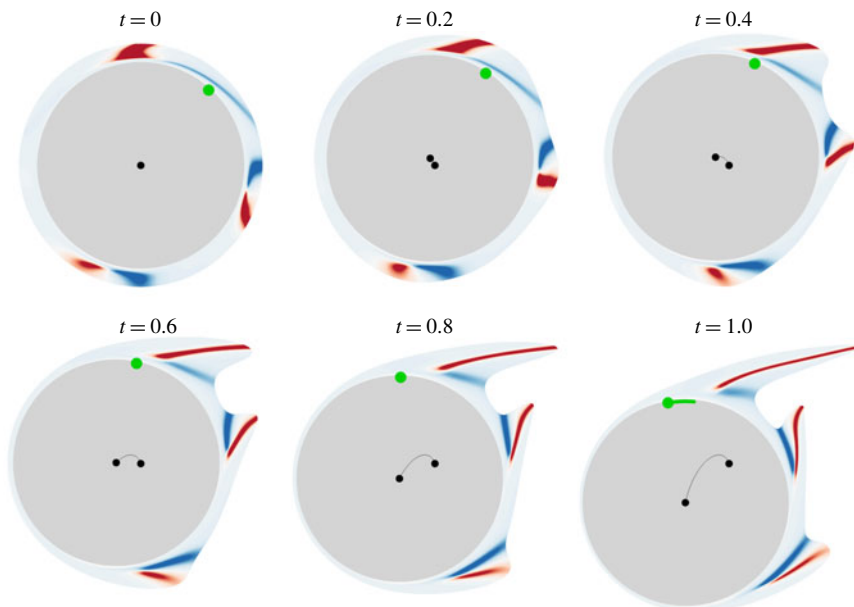 t = 0
t = 0.2
t = 0.4
t = 0.6
t = 0.8
t = 1.0